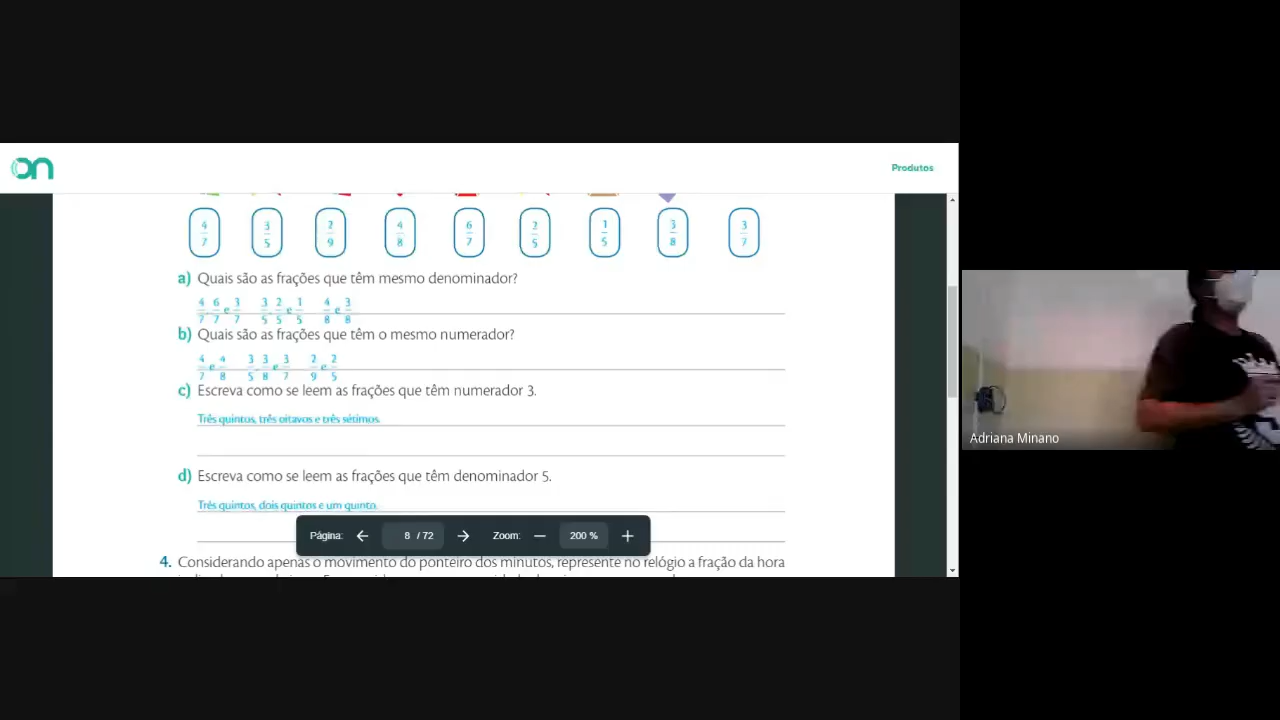 on
Produtos
4/7 3/5 2/9 4/8 6/7 2/5 1/5 3/8 3/7
a) Quais são as frações que têm mesmo denominador?
4/7, 6/7 e 3/7 3/5, 2/5 e 1/5 4/8 e 3/8
b) Quais são as frações que têm o mesmo numerador?
4/7 e 4/8 3/5, 3/8 e 3/7 2/9 e 2/5
c) Escreva como se leem as frações que têm numerador 3.
Três quintos, três oitavos e três sétimos.
d) Escreva como se leem as frações que têm denominador 5.
Três quintos, dois quintos e um quinto.
Página: 8 / 72 Zoom: 200 %
4. Considerando apenas o movimento do ponteiro dos minutos, represente no relógio a fração da hora
Adriana Minano